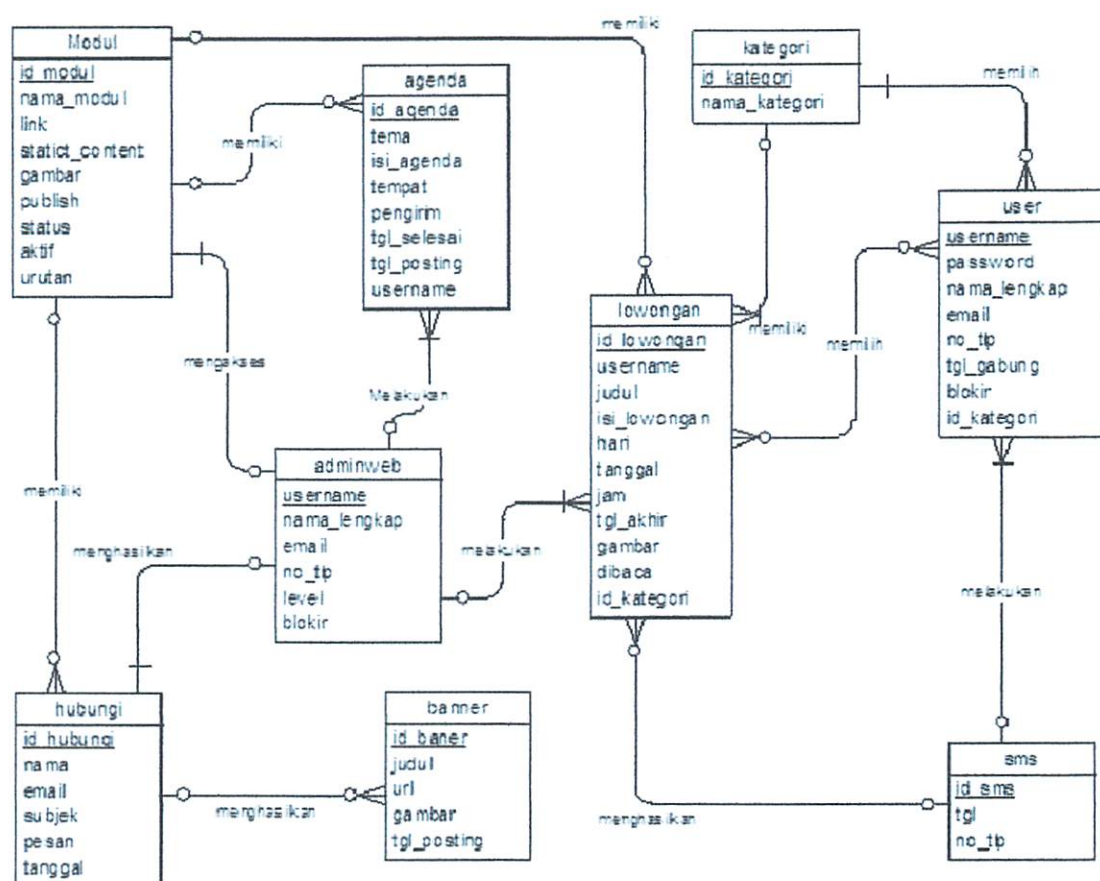 memiliki
Modul
id_modul
nama_modul
link
statict_content
gambar
publish
status
aktif
urutan
agenda
id_agenda
tema
isi_agenda
tempat
pengirim
tgl_selesai
tgl_posting
username
memiliki
kategori
id_kategori
nama_kategori
memilih
user
username
password
nama_lengkap
email
no_tlp
tgl_gabung
blokir
id_kategori
lowongan
id_lowongan
username
judul
isi_lowongan
hari
tanggal
jam
tgl_akhir
gambar
dibaca
id_kategori
memiliki
memilih
mengakses
Melakukan
adminweb
username
nama_lengkap
email
no_tlp
level
blokir
memiliki
menghasilkan
melakukan
melakukan
hubungi
id_hubungi
nama
email
subjek
pesan
tanggal
menghasilkan
banner
id_baner
judul
url
gambar
tgl_posting
menghasilkan
sms
id_sms
tgl
no_tlp